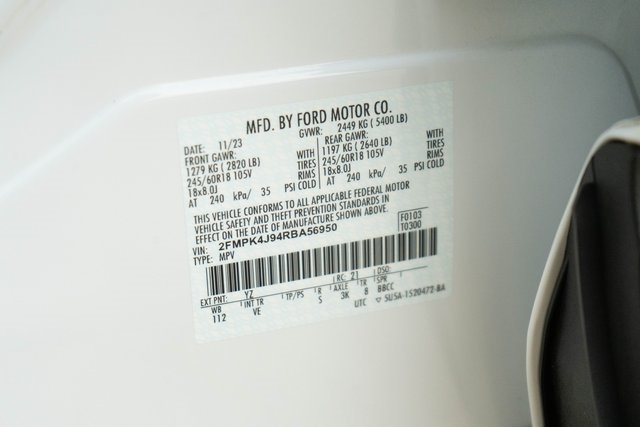 MFD. BY FORD MOTOR CO.
DATE: 11/23 GVWR: 2449 KG ( 5400 LB)
FRONT GAWR: REAR GAWR:
1279 KG ( 2820 LB) WITH 1197 KG ( 2640 LB) WITH
245/60R18 105V TIRES 245/60R18 105V TIRES
18x8.0J RIMS 18x8.0J RIMS
AT 240 kPa/ 35 PSI COLD AT 240 kPa/ 35 PSI COLD
THIS VEHICLE CONFORMS TO ALL APPLICABLE FEDERAL MOTOR
VEHICLE SAFETY AND THEFT PREVENTION STANDARDS IN
EFFECT ON THE DATE OF MANUFACTURE SHOWN ABOVE.
VIN: 2FMPK4J94RBA56950 F0103
TYPE: MPV T0300
EXT PNT: YZ RC: 21 DSO:
WB INT TR TP/PS R AXLE TR SPR
112 VE S 3K 8 BBCC
UTC 5U5A-1520472-BA